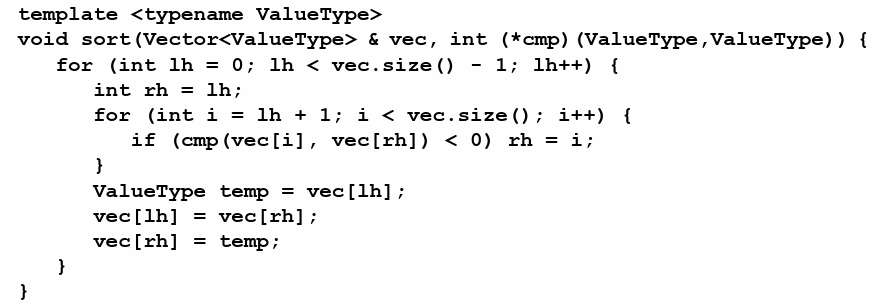 template <typename ValueType>
void sort(Vector<ValueType> & vec, int (*cmp)(ValueType,ValueType)) {
   for (int lh = 0; lh < vec.size() - 1; lh++) {
      int rh = lh;
      for (int i = lh + 1; i < vec.size(); i++) {
         if (cmp(vec[i], vec[rh]) < 0) rh = i;
      }
      ValueType temp = vec[lh];
      vec[lh] = vec[rh];
      vec[rh] = temp;
   }
}